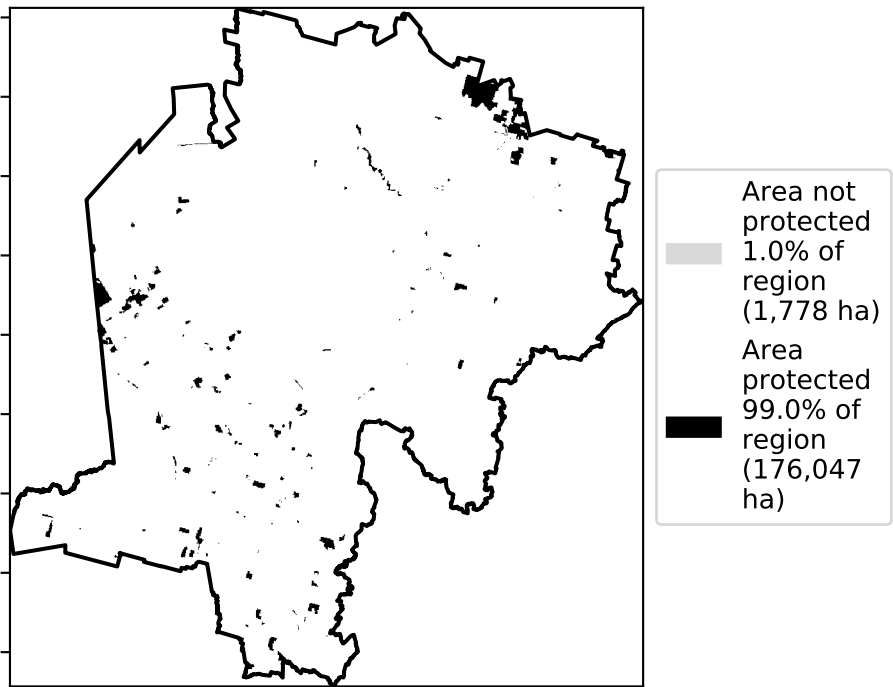 Area not
protected
1.0% of
region
(1,778 ha)
Area
protected
99.0% of
region
(176,047
ha)